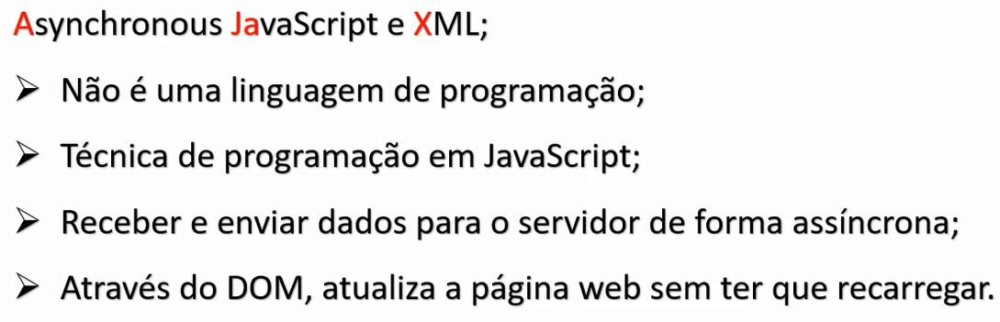 Asynchronous JavaScript e XML;
➢ Não é uma linguagem de programação;
➢ Técnica de programação em JavaScript;
➢ Receber e enviar dados para o servidor de forma assíncrona;
➢ Através do DOM, atualiza a página web sem ter que recarregar.